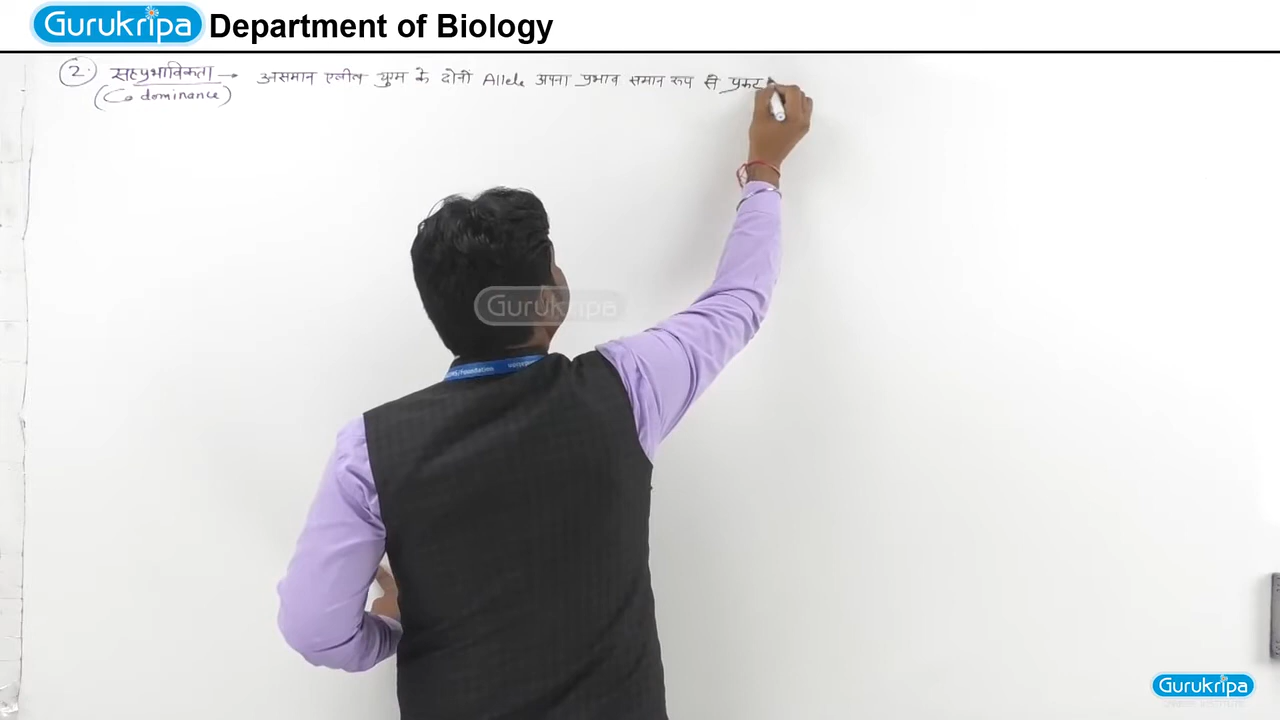 Gurukripa Department of Biology
2. सहप्रभाविकता → असमान एलील युग्म के दोनों Allele अपना प्रभाव समान रूप से प्रकट
(Co dominance)
Gurukripa
Gurukripa